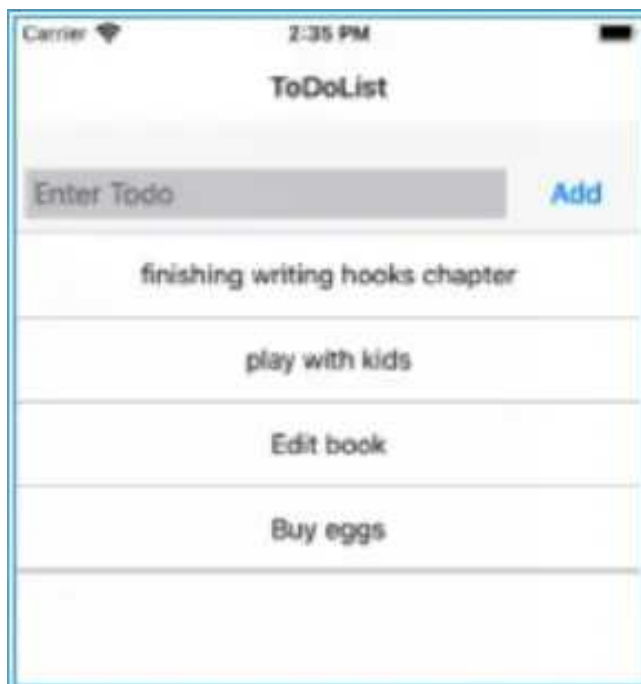 Carrier 2:35 PM
ToDoList
Enter Todo Add
finishing writing hooks chapter
play with kids
Edit book
Buy eggs